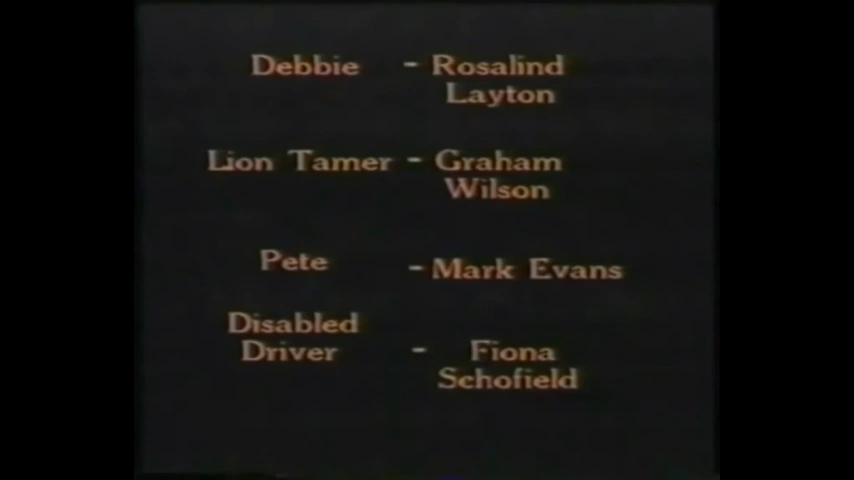 Debbie - Rosalind
Layton
Lion Tamer - Graham
Wilson
Pete - Mark Evans
Disabled
Driver - Fiona
Schofield